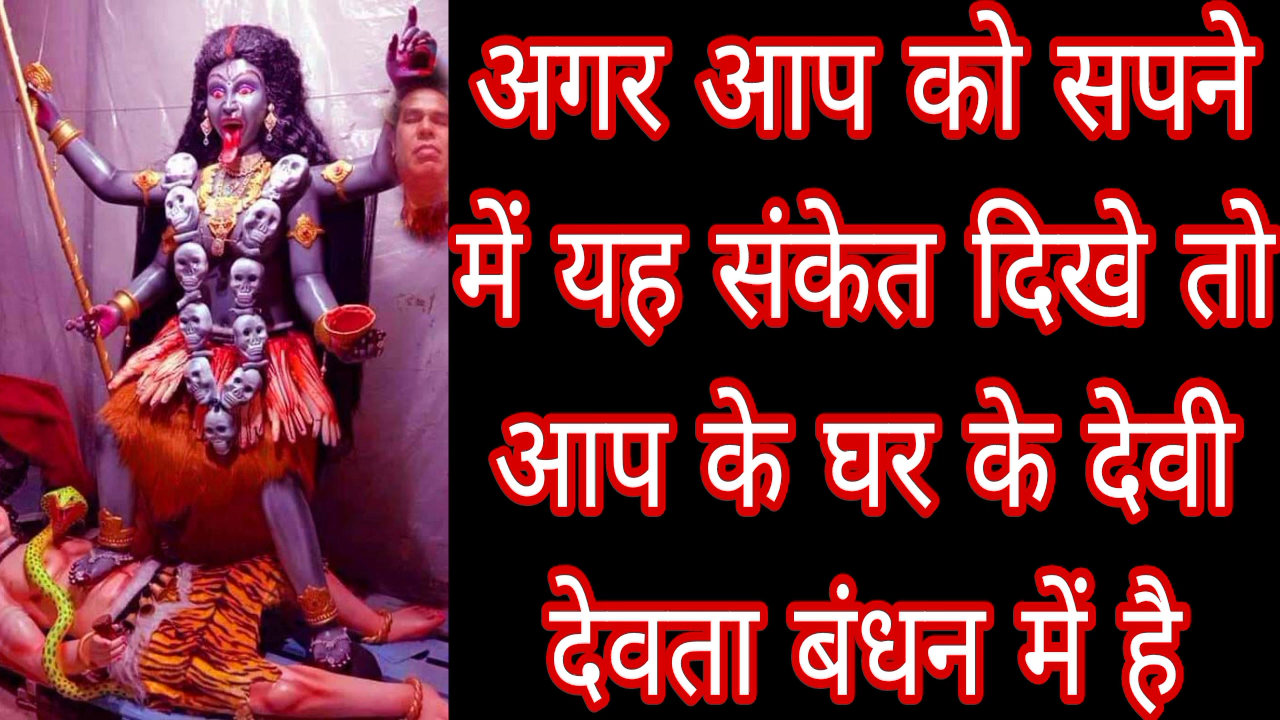 अगर आप को सपने
में यह संकेत दिखे तो
आप के घर के देवी
देवता बंधन में है